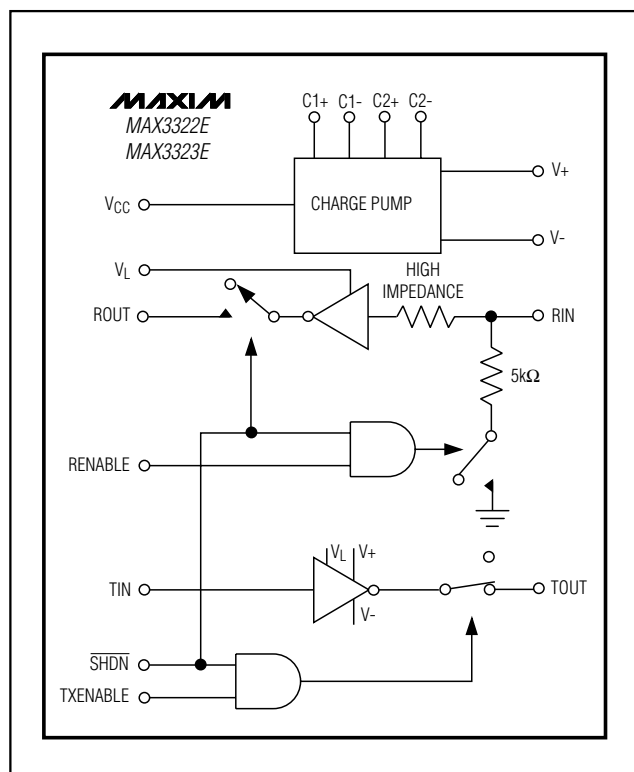 MAXIM
MAX3322E
MAX3323E
C1+ C1- C2+ C2-
CHARGE PUMP
V+
VCC
V-
VL
HIGH
IMPEDANCE
ROUT
RIN
5kΩ
RENABLE
VL V+
TIN
TOUT
V-
SHDN
TXENABLE